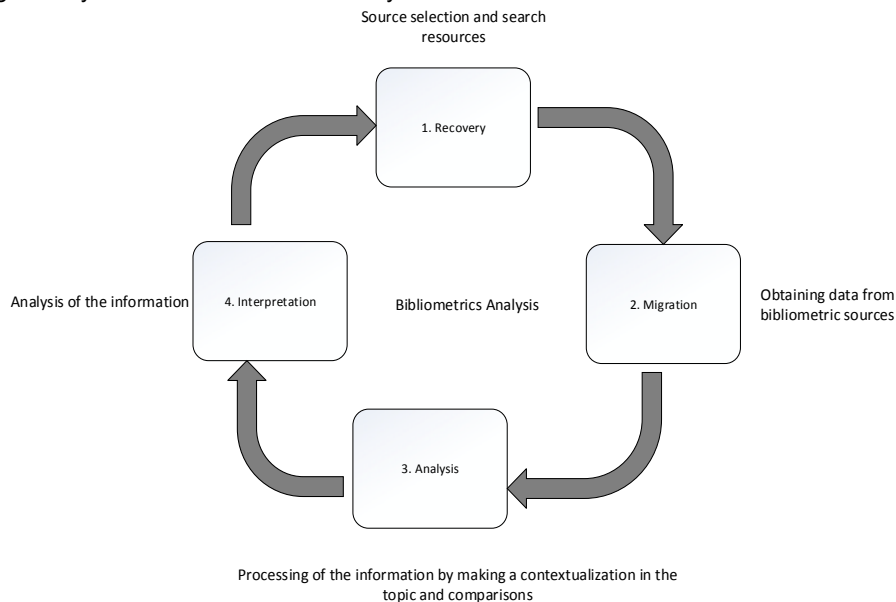 Source selection and search
resources
1. Recovery
4. Interpretation
Analysis of the information
Bibliometrics Analysis
2. Migration
Obtaining data from
bibliometric sources
3. Analysis
Processing of the information by making a contextualization in the
topic and comparisons